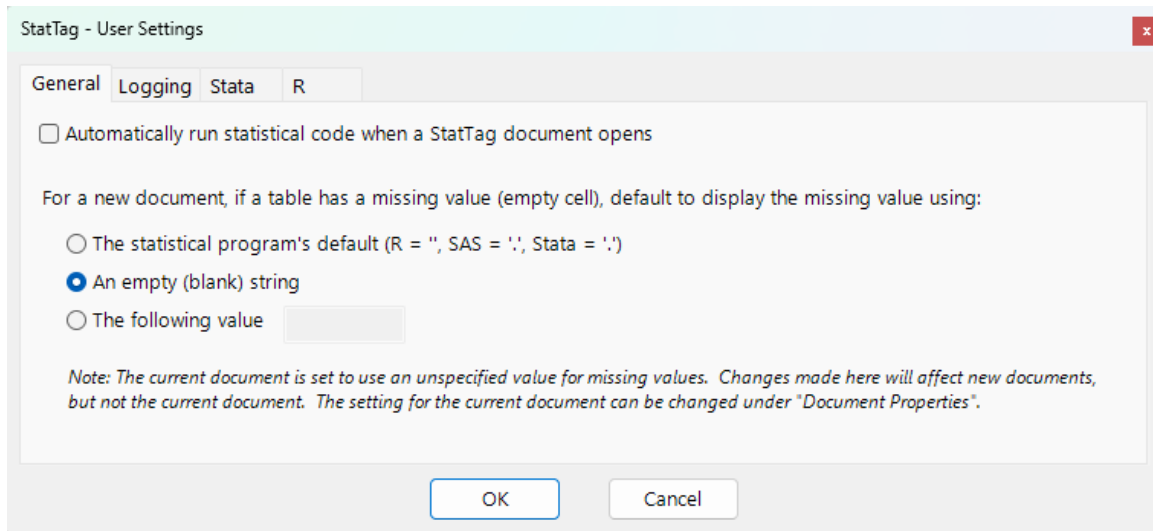 StatTag - User Settings
x
General Logging Stata R
Automatically run statistical code when a StatTag document opens
For a new document, if a table has a missing value (empty cell), default to display the missing value using:
The statistical program's default (R = '', SAS = '.', Stata = '.')
An empty (blank) string
The following value
Note: The current document is set to use an unspecified value for missing values. Changes made here will affect new documents,
but not the current document. The setting for the current document can be changed under "Document Properties".
OK Cancel